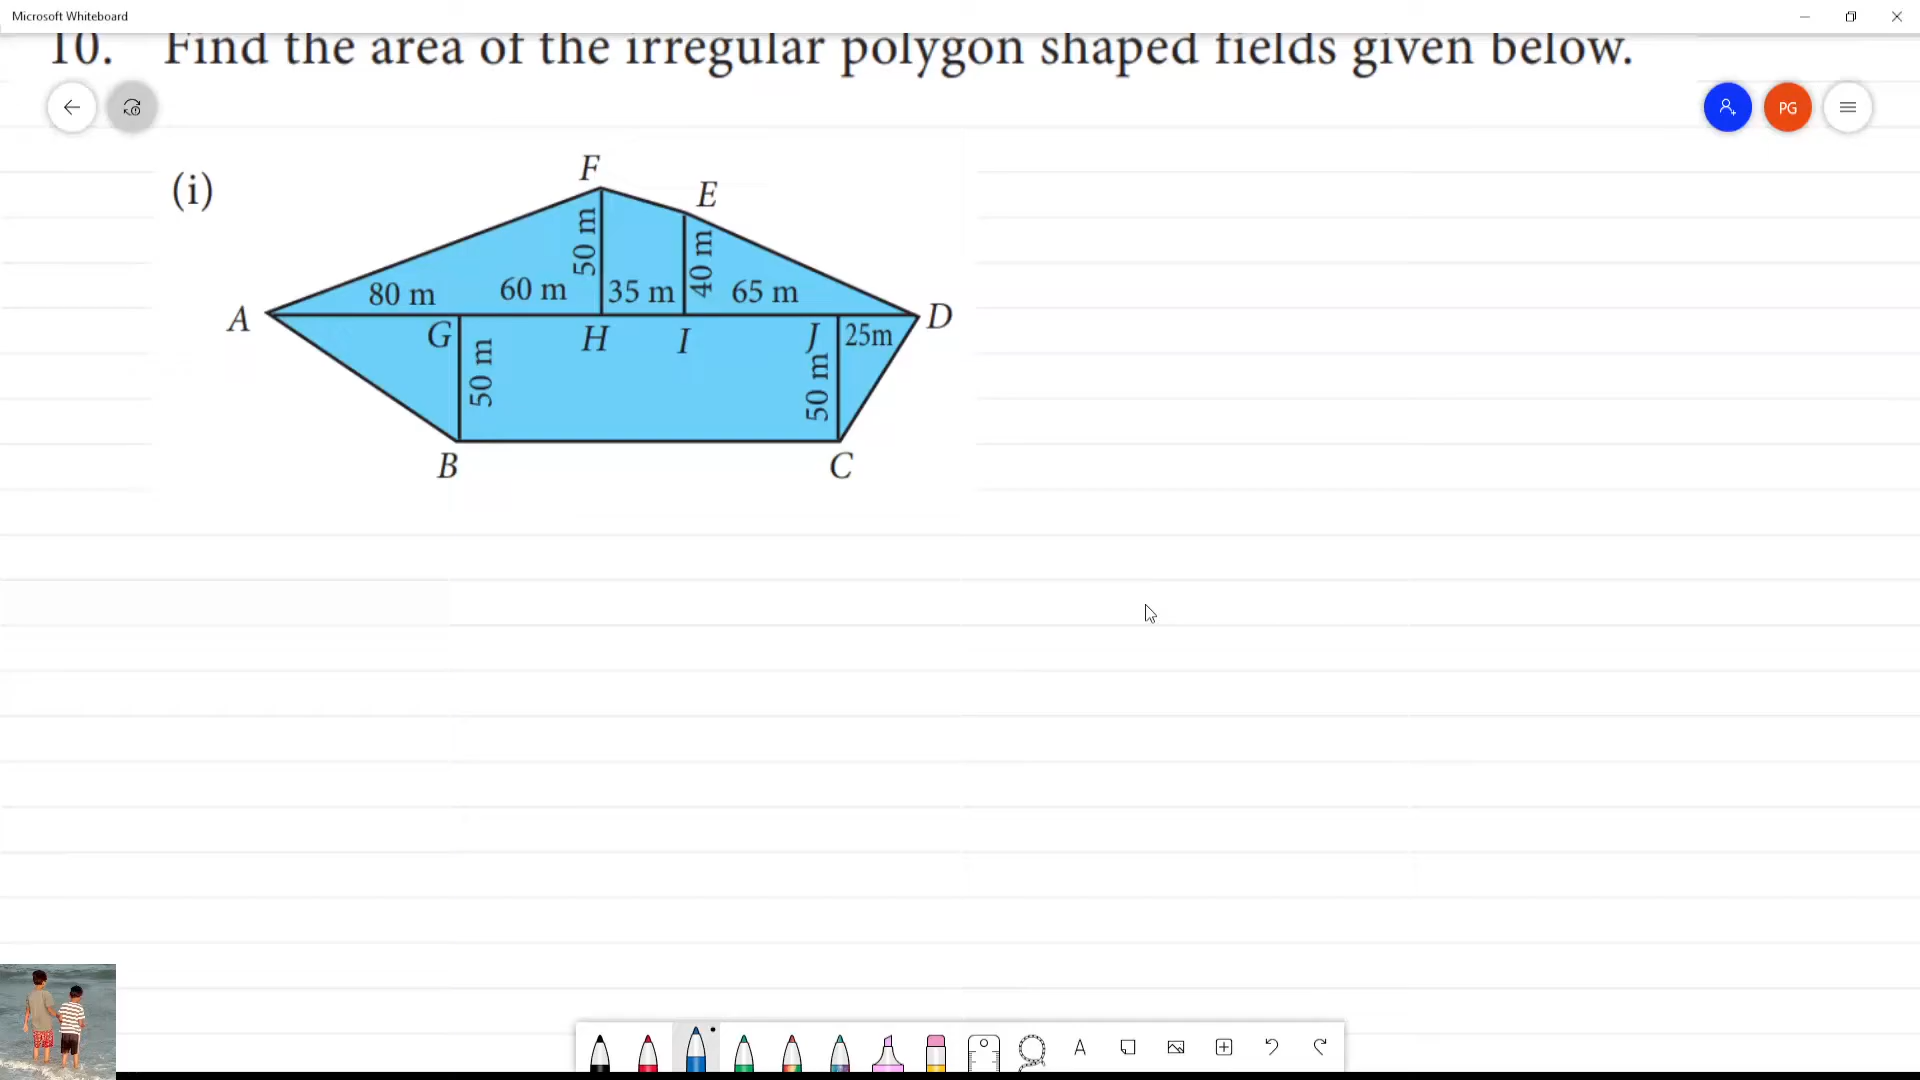 Microsoft Whiteboard
10. Find the area of the irregular polygon shaped fields given below.
PG
(i)
F
E
50 m
40 m
80 m 60 m 35 m 65 m
A
D
G H I J 25m
50 m
50 m
B C
A